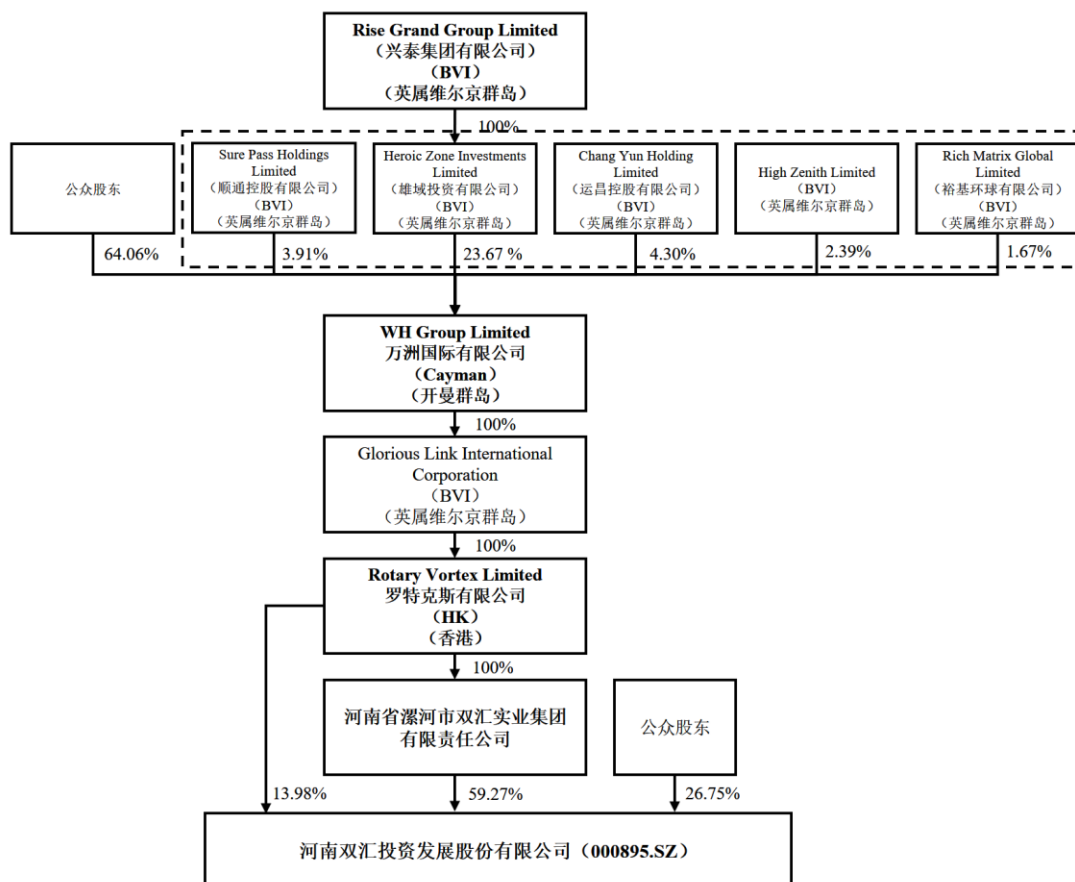 Rise Grand Group Limited
（兴泰集团有限公司）
（BVI）
（英属维尔京群岛）
100%
公众股东
Sure Pass Holdings
Limited
（顺通控股有限公司）
（BVI）
（英属维尔京群岛）
Heroic Zone Investments
Limited
（雄域投资有限公司）
（BVI）
（英属维尔京群岛）
Chang Yun Holding
Limited
（运昌控股有限公司）
（BVI）
（英属维尔京群岛）
High Zenith Limited
（BVI）
（英属维尔京群岛）
Rich Matrix Global
Limited
（裕基环球有限公司）
（BVI）
（英属维尔京群岛）
64.06%
3.91%
23.67 %
4.30%
2.39%
1.67%
WH Group Limited
万洲国际有限公司
（Cayman）
（开曼群岛）
100%
Glorious Link International
Corporation
（BVI）
（英属维尔京群岛）
100%
Rotary Vortex Limited
罗特克斯有限公司
（HK）
（香港）
100%
河南省漯河市双汇实业集团
有限责任公司
公众股东
13.98%
59.27%
26.75%
河南双汇投资发展股份有限公司（000895.SZ）